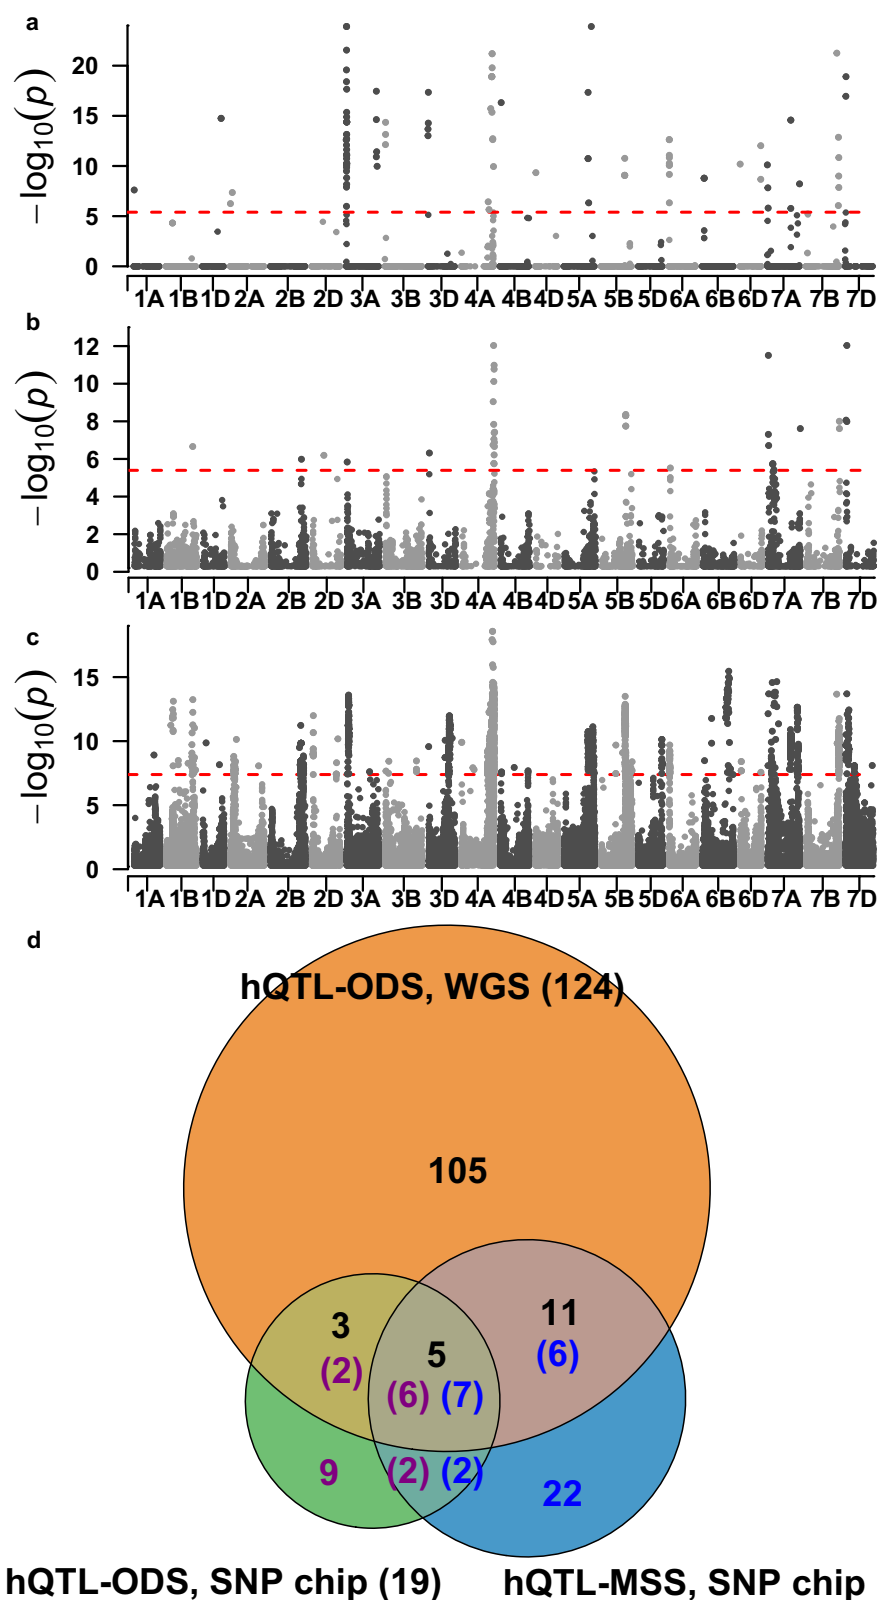 a
−log10(p)
20
15
10
5
0
1A 1B 1D 2A 2B 2D 3A 3B 3D 4A 4B 4D 5A 5B 5D 6A 6B 6D 7A 7B 7D
b
−log10(p)
12
10
8
6
4
2
0
1A 1B 1D 2A 2B 2D 3A 3B 3D 4A 4B 4D 5A 5B 5D 6A 6B 6D 7A 7B 7D
c
−log10(p)
15
10
5
0
1A 1B 1D 2A 2B 2D 3A 3B 3D 4A 4B 4D 5A 5B 5D 6A 6B 6D 7A 7B 7D
d
hQTL-ODS, WGS (124)
105
3
11
(2)
5
(6)
(6) (7)
9
(2) (2)
22
hQTL-ODS, SNP chip (19)
hQTL-MSS, SNP chip